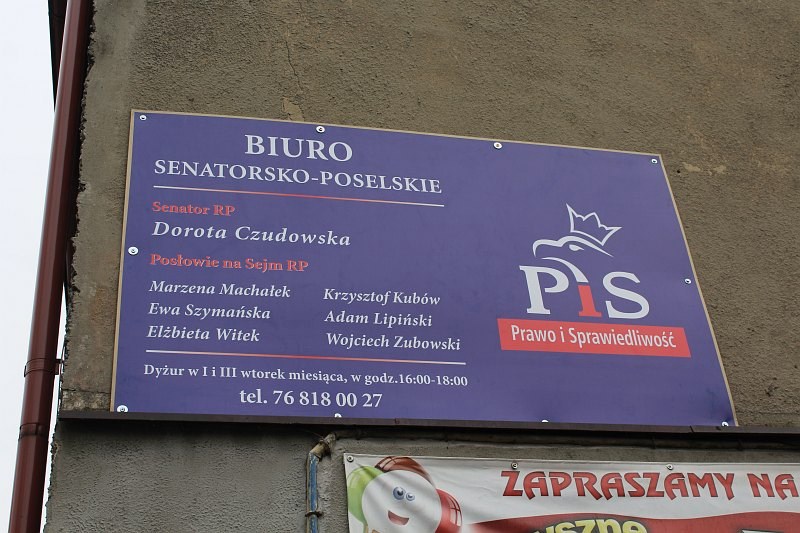 BIURO
SENATORSKO-POSELSKIE
Senator RP
Dorota Czudowska
Posłowie na Sejm RP
Marzena Machałek
Ewa Szymańska
Elżbieta Witek
Krzysztof Kubów
Adam Lipiński
Wojciech Zubowski
Dyżur w I i III wtorek miesiąca, w godz.16:00-18:00
tel. 76 818 00 27
PiS
Prawo i Sprawiedliwość
ZAPRASZAMY NA